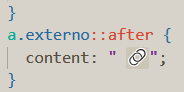 }
a.externo::after {
  content: " 🔗";
}